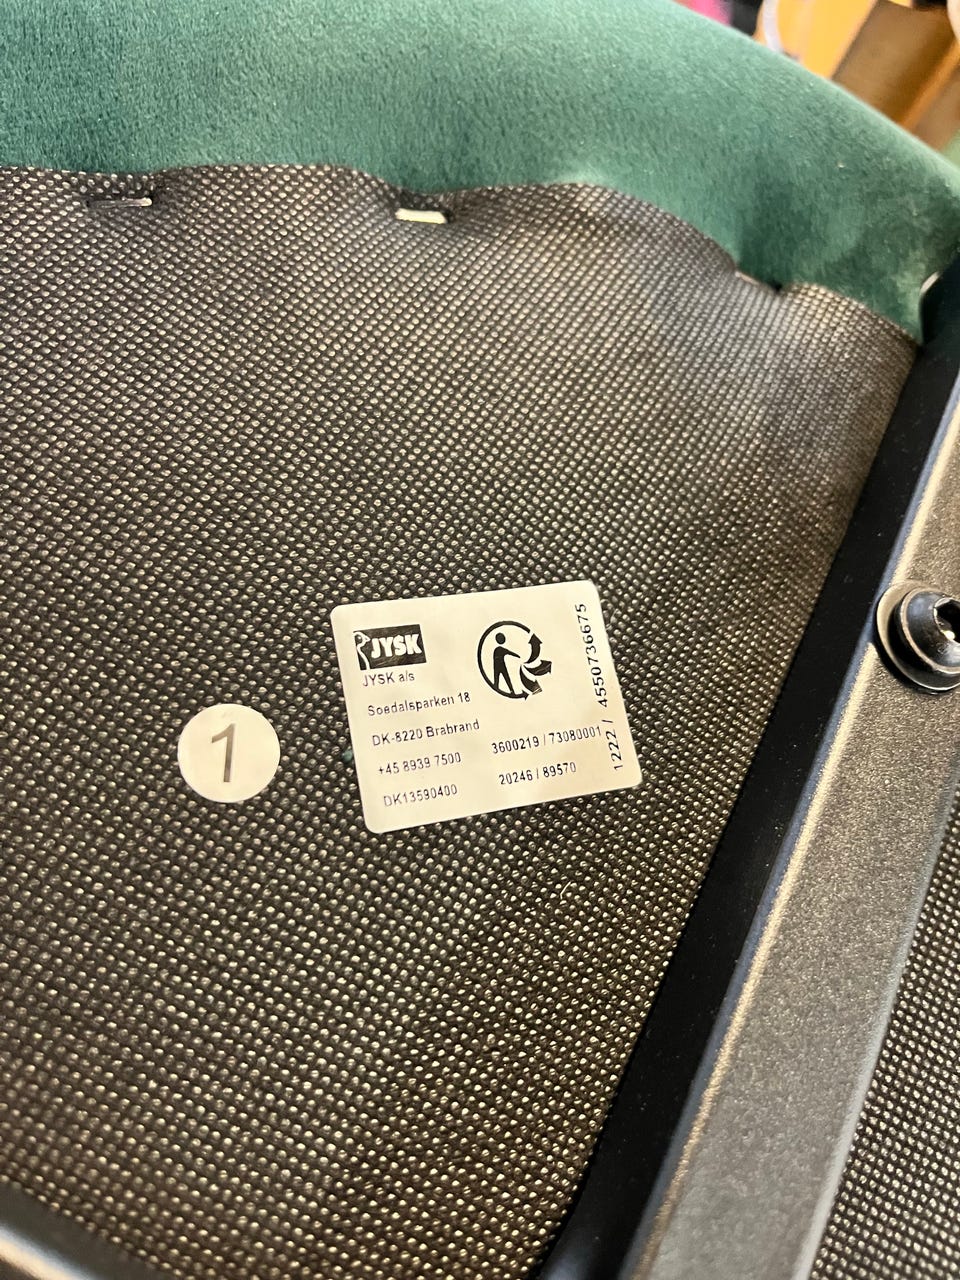 JYSK
JYSK a/s
Soedalsparken 18
DK-8220 Brabrand
+45 8939 7500
DK13590400
3600219 / 73080001
20246 / 89570
1222 / 4550736675
1